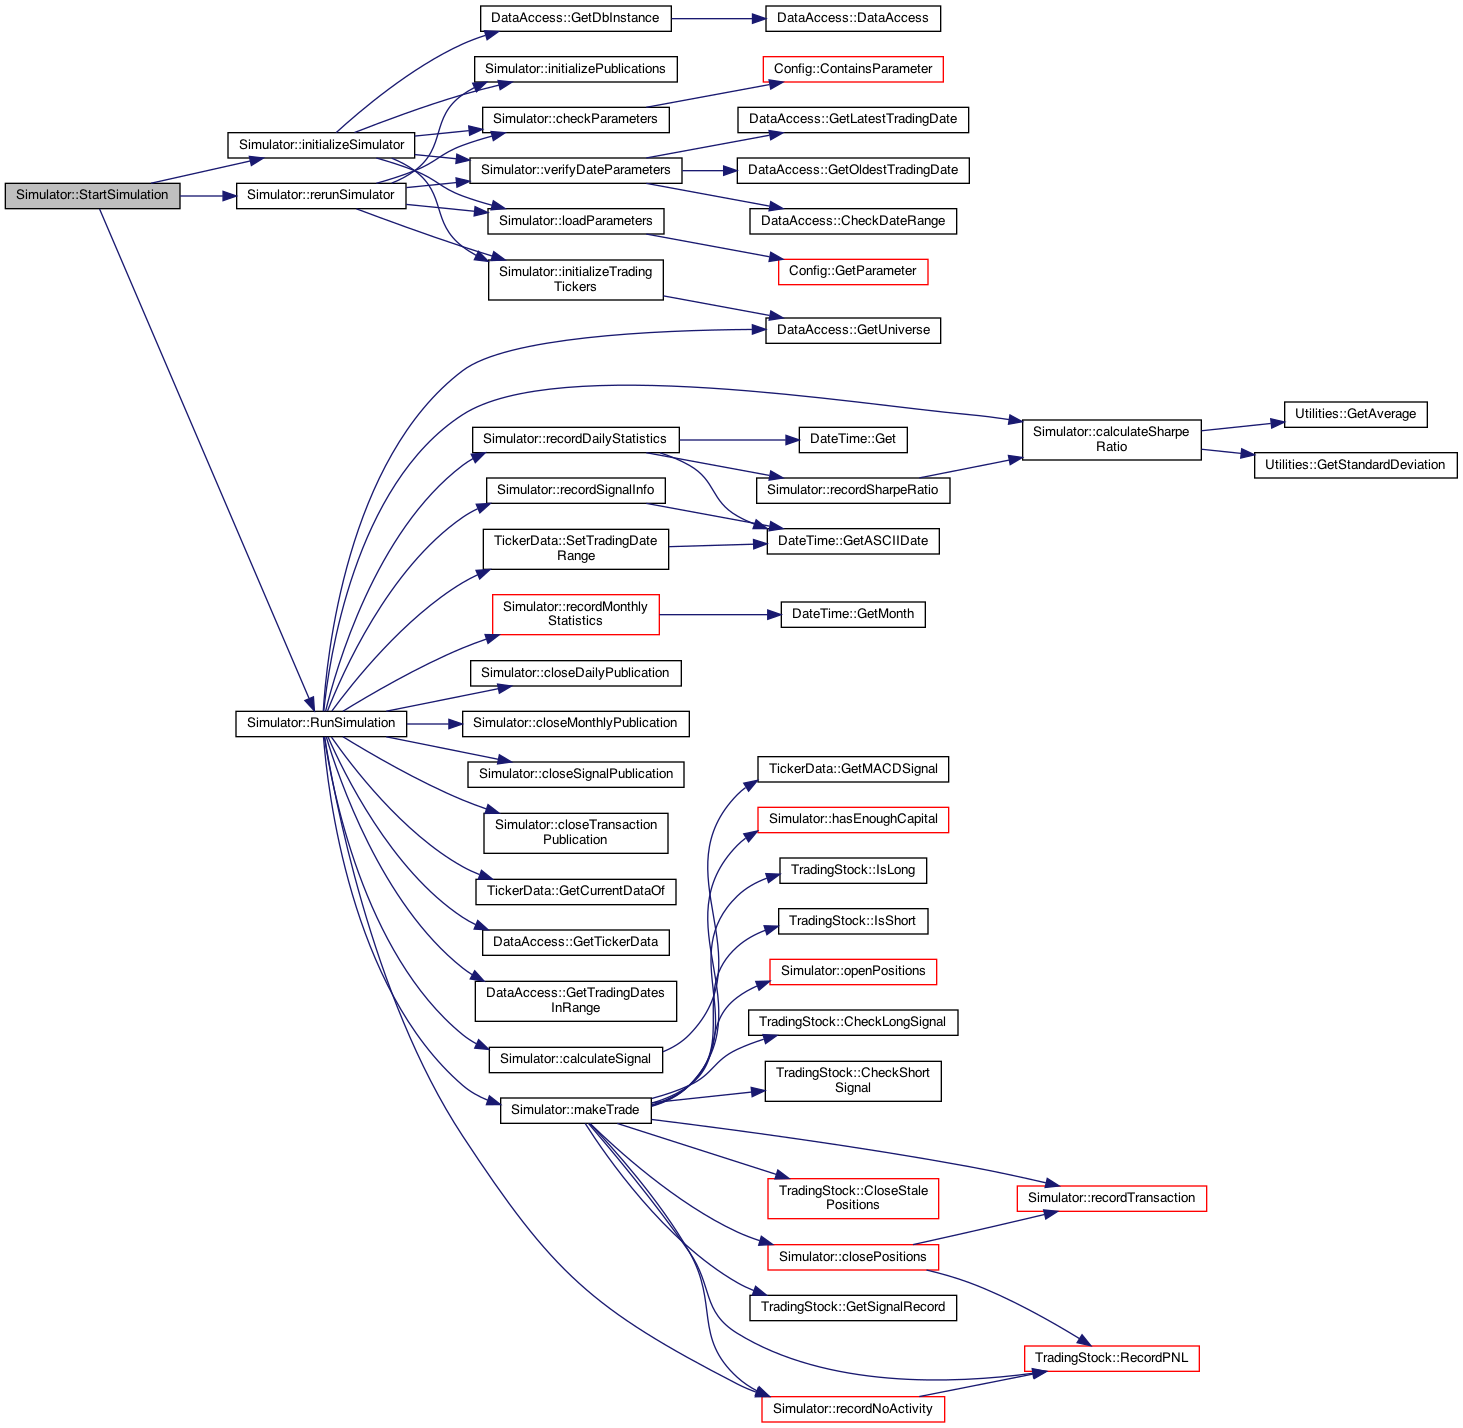 DataAccess::GetDbInstance
DataAccess::DataAccess
Simulator::initializePublications
Config::ContainsParameter
Simulator::checkParameters
DataAccess::GetLatestTradingDate
Simulator::initializeSimulator
Simulator::verifyDateParameters
DataAccess::GetOldestTradingDate
Simulator::StartSimulation
Simulator::rerunSimulator
Simulator::loadParameters
DataAccess::CheckDateRange
Simulator::initializeTrading
Tickers
Config::GetParameter
DataAccess::GetUniverse
Simulator::recordDailyStatistics
DateTime::Get
Simulator::calculateSharpe
Ratio
Utilities::GetAverage
Utilities::GetStandardDeviation
Simulator::recordSignalInfo
Simulator::recordSharpeRatio
TickerData::SetTradingDate
Range
DateTime::GetASCIIDate
Simulator::recordMonthly
Statistics
DateTime::GetMonth
Simulator::closeDailyPublication
Simulator::RunSimulation
Simulator::closeMonthlyPublication
Simulator::closeSignalPublication
TickerData::GetMACDSignal
Simulator::closeTransaction
Publication
Simulator::hasEnoughCapital
TickerData::GetCurrentDataOf
TradingStock::IsLong
DataAccess::GetTickerData
TradingStock::IsShort
DataAccess::GetTradingDates
InRange
Simulator::openPositions
Simulator::calculateSignal
TradingStock::CheckLongSignal
Simulator::makeTrade
TradingStock::CheckShort
Signal
TradingStock::CloseStale
Positions
Simulator::recordTransaction
Simulator::closePositions
TradingStock::GetSignalRecord
TradingStock::RecordPNL
Simulator::recordNoActivity